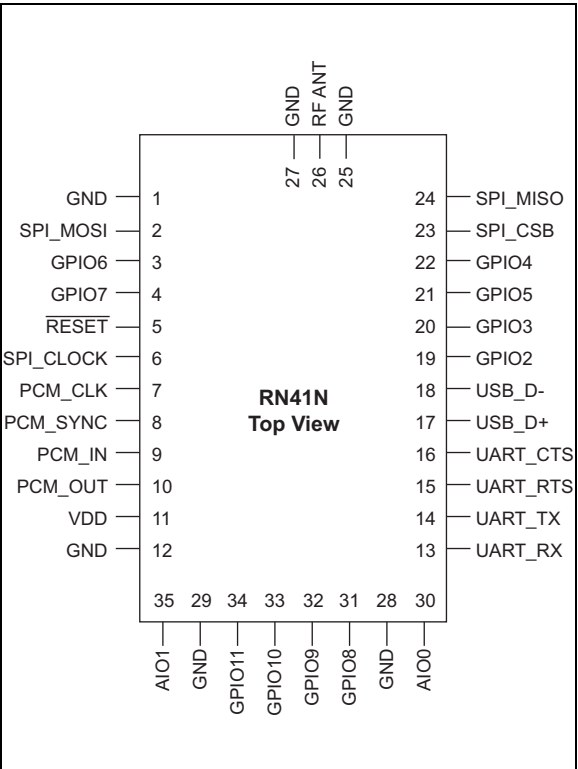 GND RF ANT GND
27 26 25
GND 1 24 SPI_MISO
SPI_MOSI 2 23 SPI_CSB
GPIO6 3 22 GPIO4
GPIO7 4 21 GPIO5
RESET 5 20 GPIO3
SPI_CLOCK 6 19 GPIO2
PCM_CLK 7 18 USB_D-
PCM_SYNC 8 17 USB_D+
PCM_IN 9 16 UART_CTS
PCM_OUT 10 15 UART_RTS
VDD 11 14 UART_TX
GND 12 13 UART_RX
RN41N
Top View
35 29 34 33 32 31 28 30
AIO1 GND GPIO11 GPIO10 GPIO9 GPIO8 GND AIO0